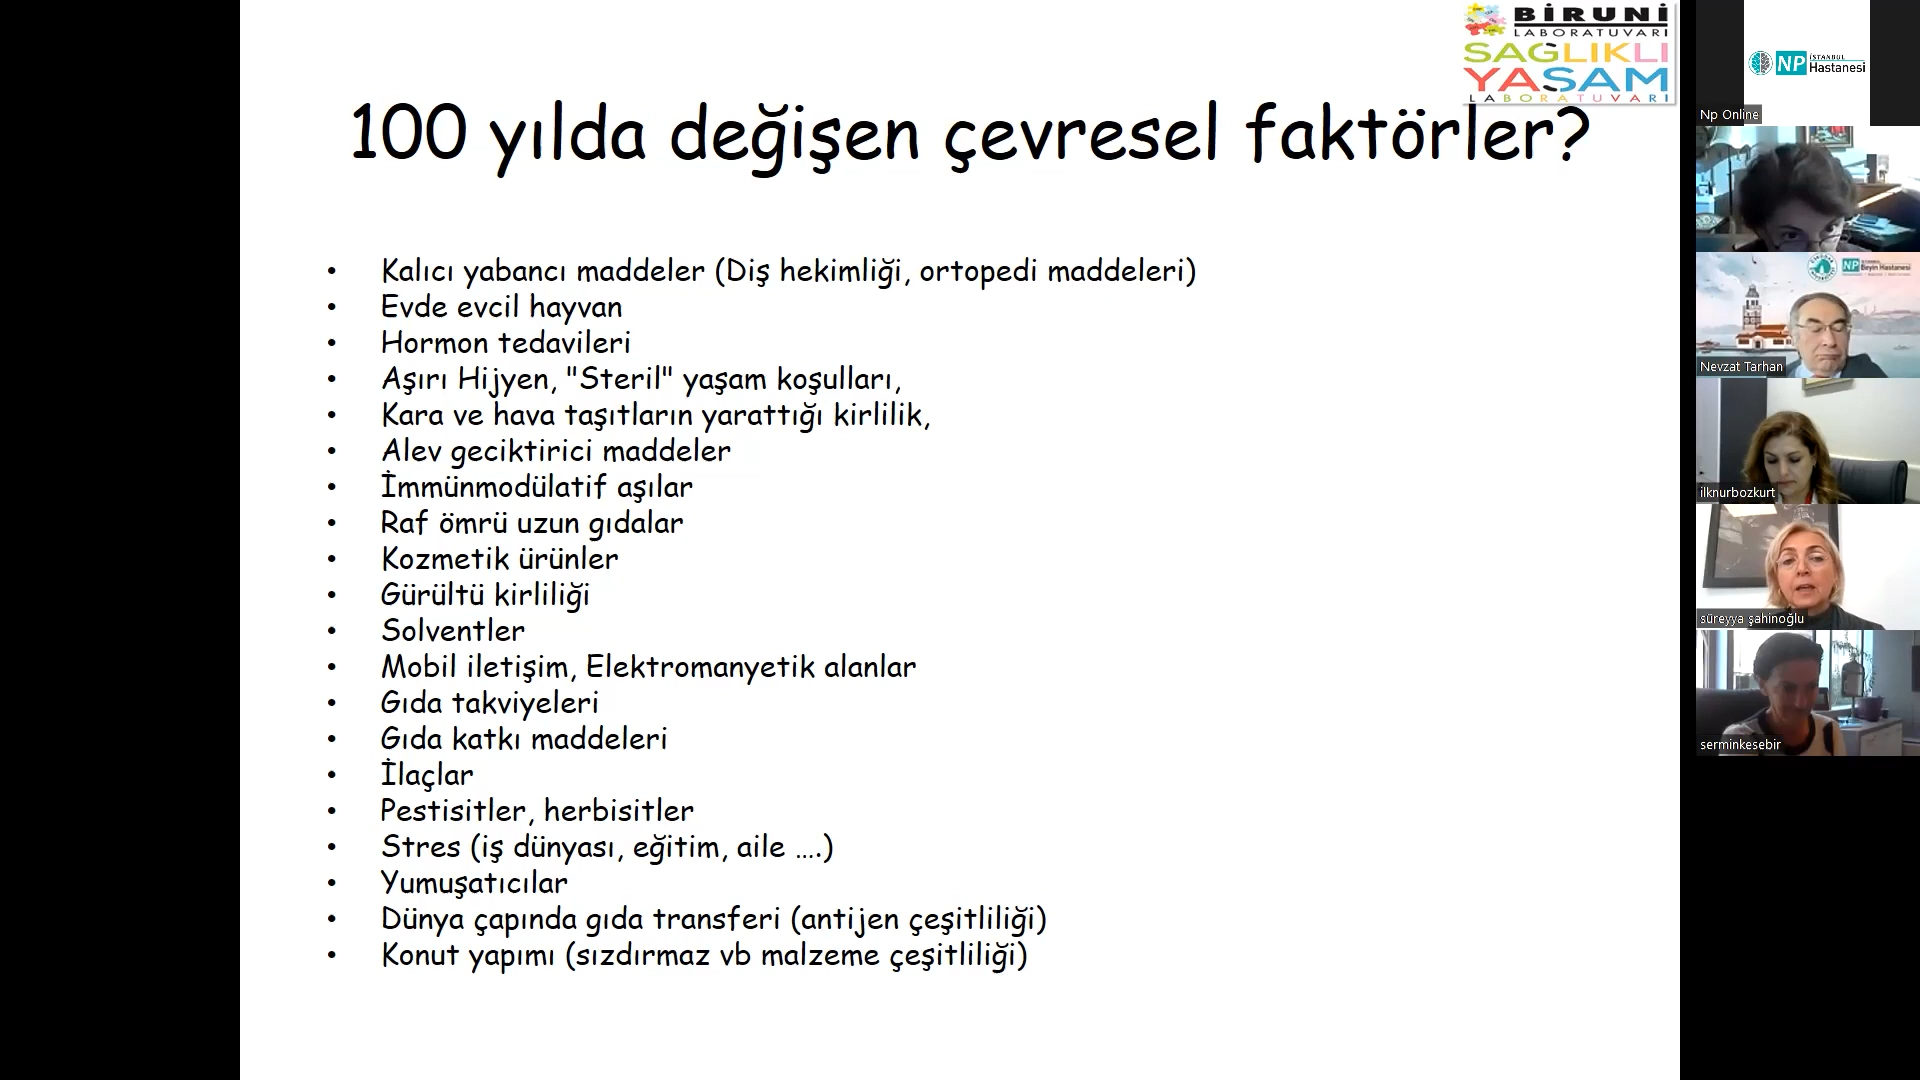 BİRUNİ
LABORATUVARI
SAĞLIKLI
YAŞAM
LABORATUVARI
100 yılda değişen çevresel faktörler?
• Kalıcı yabancı maddeler (Diş hekimliği, ortopedi maddeleri)
• Evde evcil hayvan
• Hormon tedavileri
• Aşırı Hijyen, "Steril" yaşam koşulları,
• Kara ve hava taşıtların yarattığı kirlilik,
• Alev geciktirici maddeler
• İmmünmodülatif aşılar
• Raf ömrü uzun gıdalar
• Kozmetik ürünler
• Gürültü kirliliği
• Solventler
• Mobil iletişim, Elektromanyetik alanlar
• Gıda takviyeleri
• Gıda katkı maddeleri
• İlaçlar
• Pestisitler, herbisitler
• Stres (iş dünyası, eğitim, aile ….)
• Yumuşatıcılar
• Dünya çapında gıda transferi (antijen çeşitliliği)
• Konut yapımı (sızdırmaz vb malzeme çeşitliliği)
NP İSTANBUL
Hastanesi
Np Online
NP
Beyin Hastanesi
Nevzat Tarhan
ilknurbozkurt
süreyya şahinoğlu
serminkesebir